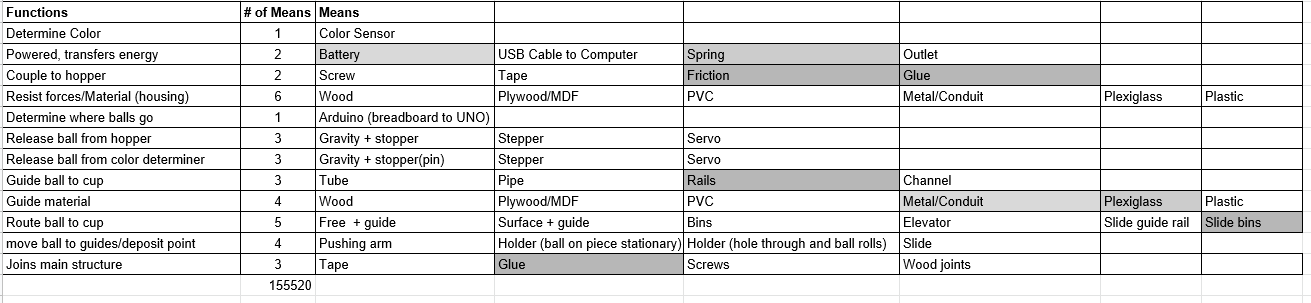 Functions # of Means Means
Determine Color 1 Color Sensor
Powered, transfers energy 2 Battery USB Cable to Computer Spring Outlet
Couple to hopper 2 Screw Tape Friction Glue
Resist forces/Material (housing) 6 Wood Plywood/MDF PVC Metal/Conduit Plexiglass Plastic
Determine where balls go 1 Arduino (breadboard to UNO)
Release ball from hopper 3 Gravity + stopper Stepper Servo
Release ball from color determiner 3 Gravity + stopper(pin) Stepper Servo
Guide ball to cup 3 Tube Pipe Rails Channel
Guide material 4 Wood Plywood/MDF PVC Metal/Conduit Plexiglass Plastic
Route ball to cup 5 Free + guide Surface + guide Bins Elevator Slide guide rail Slide bins
move ball to guides/deposit point 4 Pushing arm Holder (ball on piece stationary) Holder (hole through and ball rolls) Slide
Joins main structure 3 Tape Glue Screws Wood joints
155520